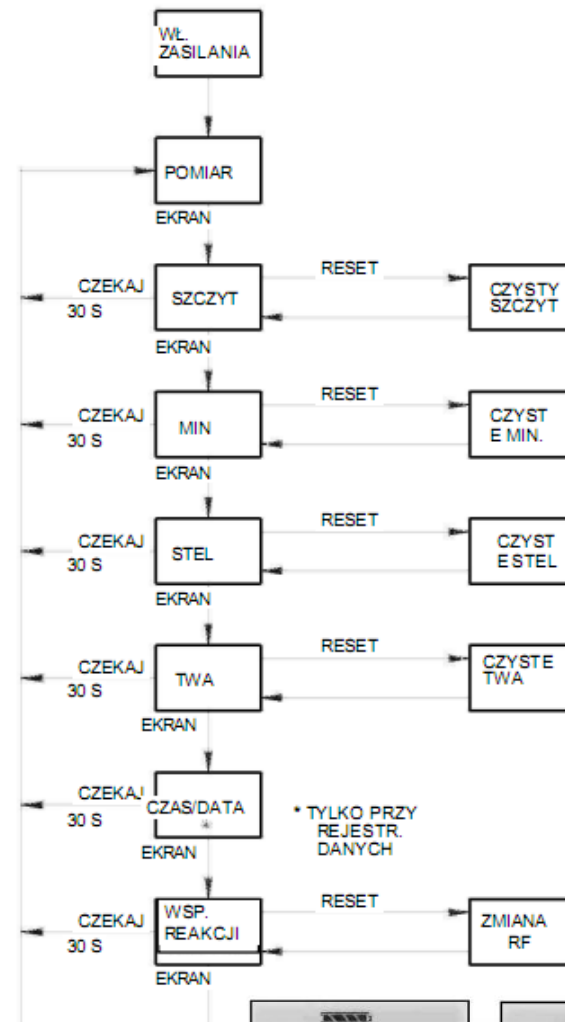 WŁ.
ZASILANIA
POMIAR
EKRAN
CZEKAJ
30 S
SZCZYT
RESET
CZYSTY
SZCZYT
EKRAN
CZEKAJ
30 S
MIN
RESET
CZYST
E MIN.
EKRAN
CZEKAJ
30 S
STEL
RESET
CZYST
E STEL
EKRAN
CZEKAJ
30 S
TWA
RESET
CZYSTE
TWA
EKRAN
CZEKAJ
30 S
CZAS/DATA
*
* TYLKO PRZY
REJESTR.
DANYCH
EKRAN
CZEKAJ
30 S
WSP.
REAKCJI
RESET
ZMIANA
RF
EKRAN